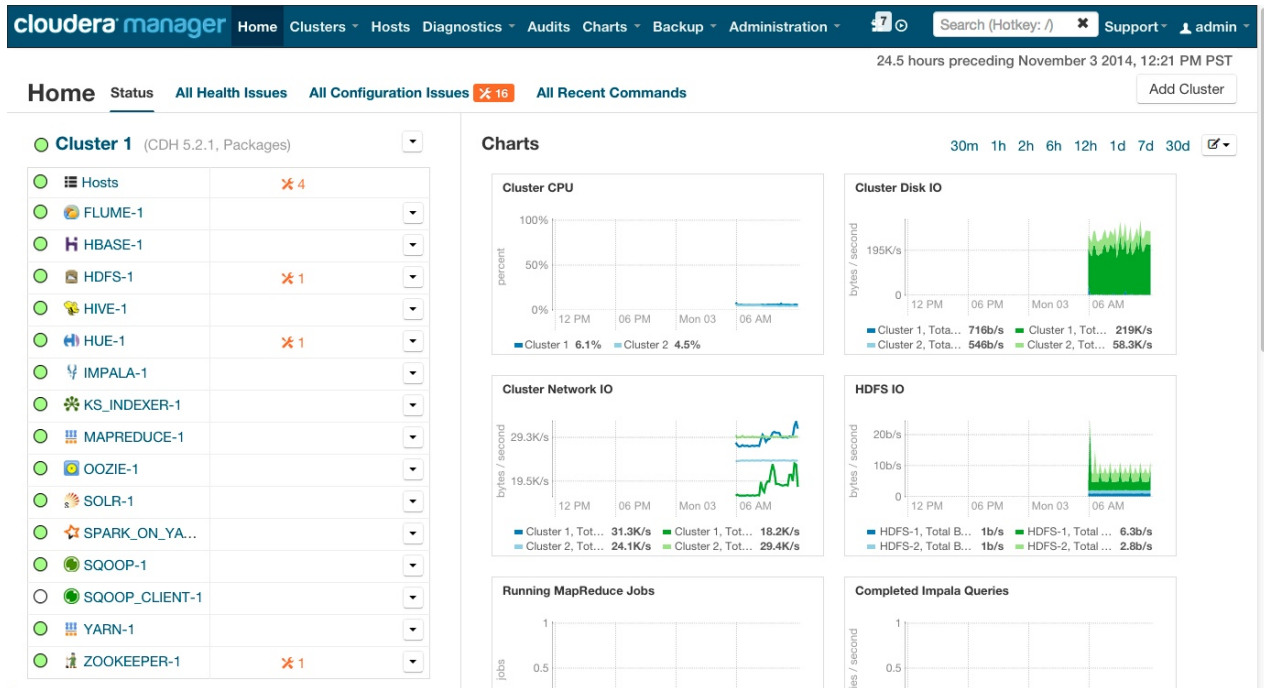 cloudera manager Home Clusters Hosts Diagnostics Audits Charts Backup Administration 7 Search (Hotkey: /) Support admin
24.5 hours preceding November 3 2014, 12:21 PM PST
Home Status All Health Issues All Configuration Issues 16 All Recent Commands Add Cluster
Cluster 1 (CDH 5.2.1, Packages)
Hosts 4
FLUME-1
HBASE-1
HDFS-1 1
HIVE-1
HUE-1 1
IMPALA-1
KS_INDEXER-1
MAPREDUCE-1
OOZIE-1
SOLR-1
SPARK_ON_YA...
SQOOP-1
SQOOP_CLIENT-1
YARN-1
ZOOKEEPER-1 1
Charts 30m 1h 2h 6h 12h 1d 7d 30d
Cluster CPU
percent
100%
50%
0%
12 PM 06 PM Mon 03 06 AM
Cluster 1 6.1% Cluster 2 4.5%
Cluster Disk IO
bytes / second
195K/s
0
12 PM 06 PM Mon 03 06 AM
Cluster 1, Tota... 716b/s Cluster 1, Tot... 219K/s
Cluster 2, Tota... 546b/s Cluster 2, Tot... 58.3K/s
Cluster Network IO
bytes / second
29.3K/s
19.5K/s
12 PM 06 PM Mon 03 06 AM
Cluster 1, Tot... 31.3K/s Cluster 1, Tot... 18.2K/s
Cluster 2, Tot... 24.1K/s Cluster 2, Tot... 29.4K/s
HDFS IO
bytes / second
20b/s
10b/s
0
12 PM 06 PM Mon 03 06 AM
HDFS-1, Total B... 1b/s HDFS-1, Total ... 6.3b/s
HDFS-2, Total B... 1b/s HDFS-2, Total ... 2.8b/s
Running MapReduce Jobs
jobs
1
0.5
Completed Impala Queries
/ second
1
0.5